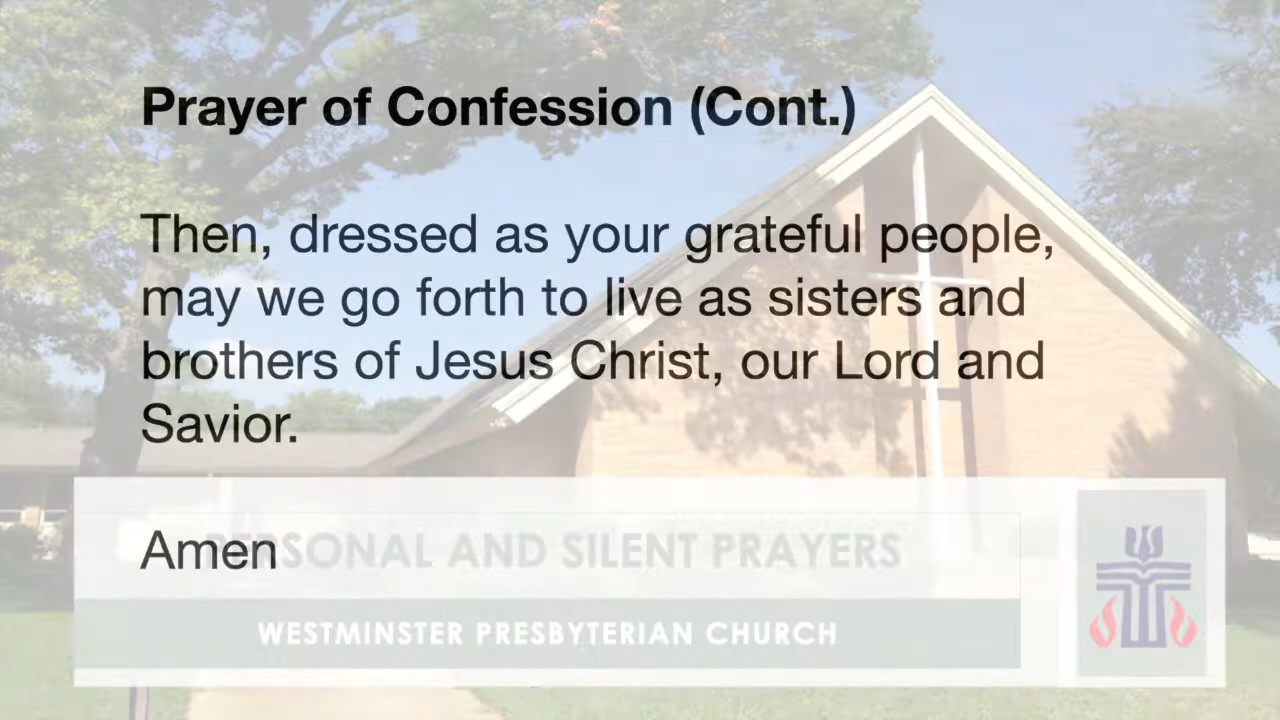 Prayer of Confession (Cont.)
Then, dressed as your grateful people,
may we go forth to live as sisters and
brothers of Jesus Christ, our Lord and
Savior.
Amen
PERSONAL AND SILENT PRAYERS
WESTMINSTER PRESBYTERIAN CHURCH